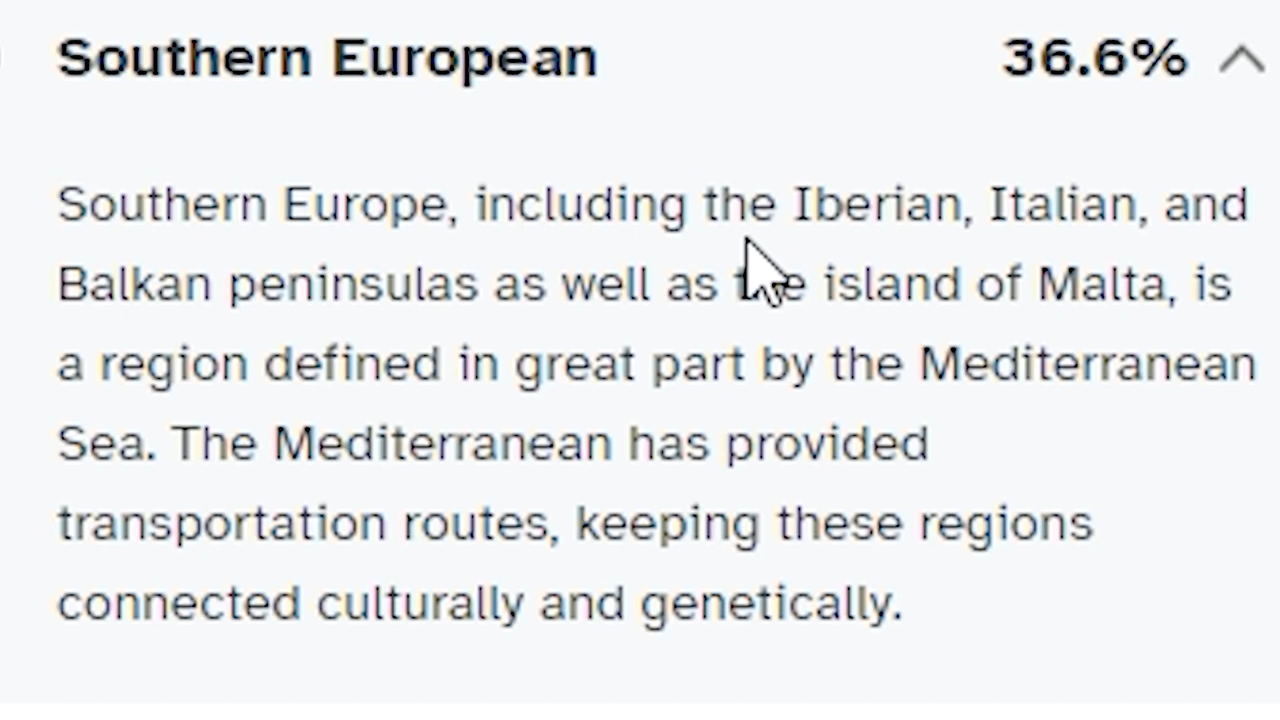 Southern European 36.6%
Southern Europe, including the Iberian, Italian, and
Balkan peninsulas as well as the island of Malta, is
a region defined in great part by the Mediterranean
Sea. The Mediterranean has provided
transportation routes, keeping these regions
connected culturally and genetically.